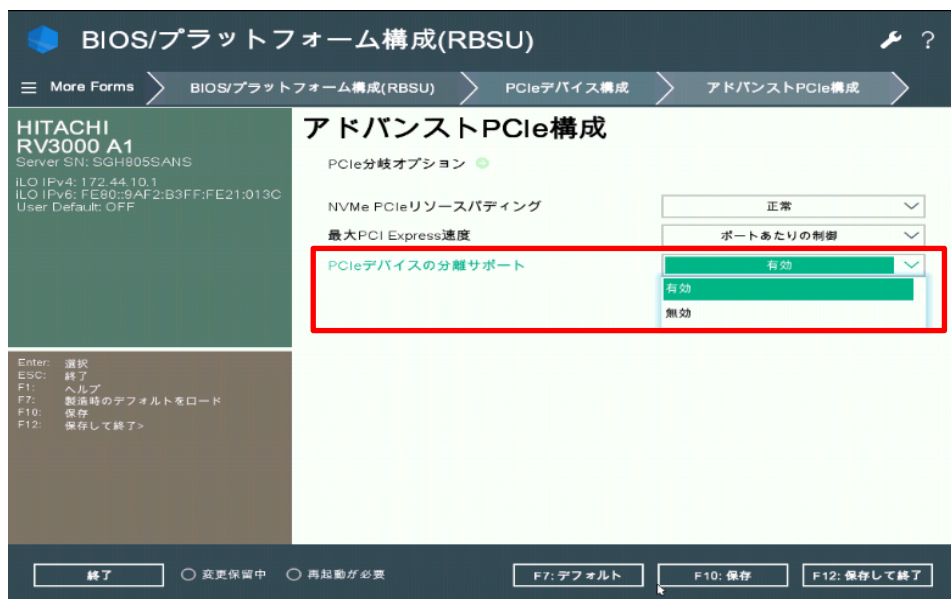 BIOS/プラットフォーム構成(RBSU)
?
More Forms
BIOS/プラットフォーム構成(RBSU)
PCIeデバイス構成
アドバンストPCIe構成
HITACHI
RV3000 A1
Server SN: SGH805SANS
iLO IPv4: 172.44.10.1
iLO IPv6: FE80::9AF2:B3FF:FE21:013C
User Default: OFF
アドバンストPCIe構成
PCIe分岐オプション
NVMe PCIeリソースパディング 正常
最大PCI Express速度 ポートあたりの制御
PCIeデバイスの分離サポート 有効
有効
無効
Enter: 選択
ESC: 終了
F1: ヘルプ
F7: 製造時のデフォルトをロード
F10: 保存
F12: 保存して終了>
終了
変更保留中
再起動が必要
F7: デフォルト
F10: 保存
F12: 保存して終了